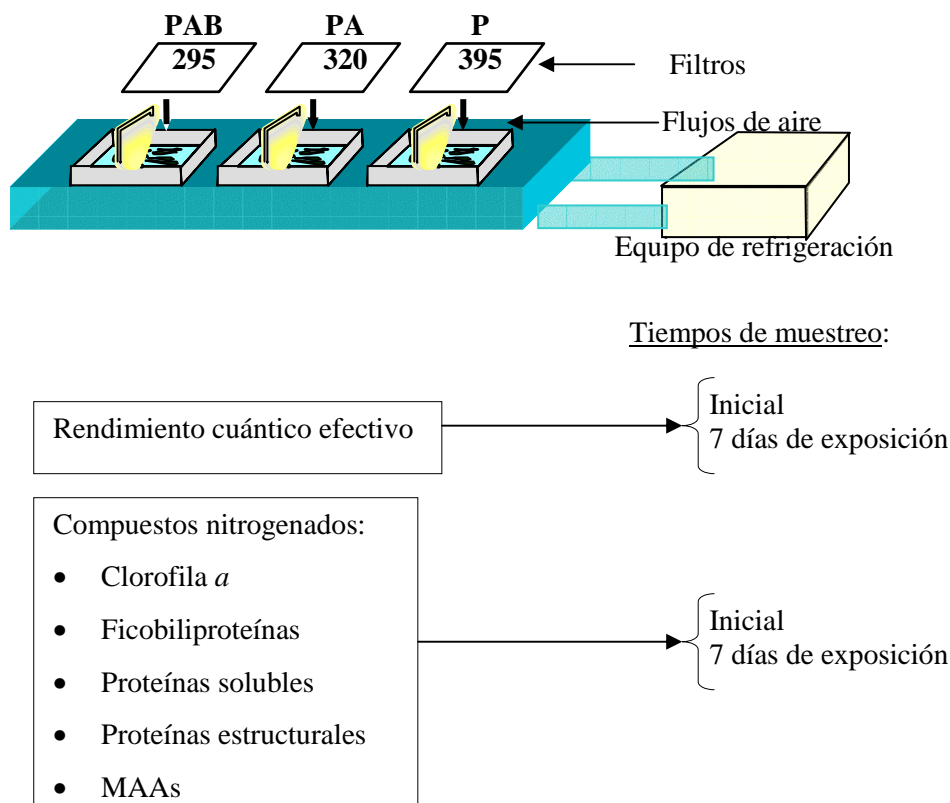 PAB PA P
295 320 395
Filtros
Flujos de aire
Equipo de refrigeración
Tiempos de muestreo:
Rendimiento cuántico efectivo
Inicial
7 días de exposición
Compuestos nitrogenados:
• Clorofila a
• Ficobiliproteínas
• Proteínas solubles
• Proteínas estructurales
• MAAs
Inicial
7 días de exposición